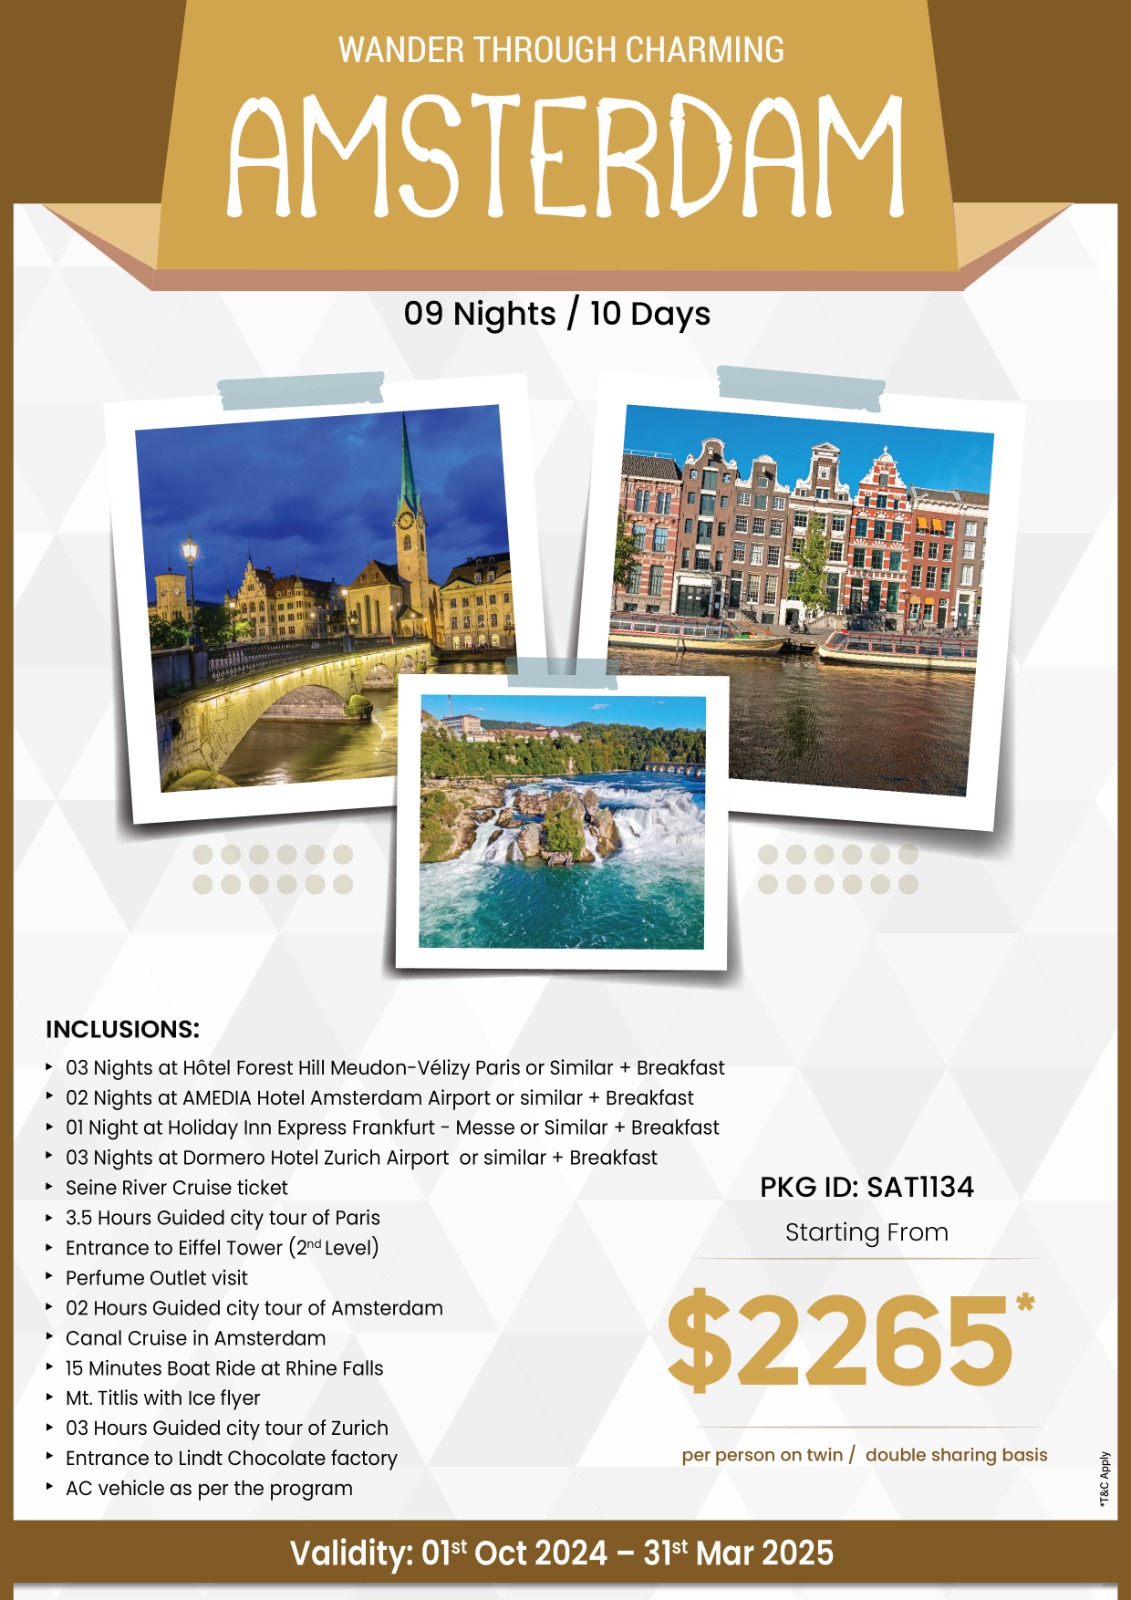 WANDER THROUGH CHARMING
AMSTERDAM
09 Nights / 10 Days
INCLUSIONS:
‣ 03 Nights at Hôtel Forest Hill Meudon-Vélizy Paris or Similar + Breakfast
‣ 02 Nights at AMEDIA Hotel Amsterdam Airport or similar + Breakfast
‣ 01 Night at Holiday Inn Express Frankfurt - Messe or Similar + Breakfast
‣ 03 Nights at Dormero Hotel Zurich Airport or similar + Breakfast
‣ Seine River Cruise ticket
‣ 3.5 Hours Guided city tour of Paris
‣ Entrance to Eiffel Tower (2nd Level)
‣ Perfume Outlet visit
‣ 02 Hours Guided city tour of Amsterdam
‣ Canal Cruise in Amsterdam
‣ 15 Minutes Boat Ride at Rhine Falls
‣ Mt. Titlis with Ice flyer
‣ 03 Hours Guided city tour of Zurich
‣ Entrance to Lindt Chocolate factory
‣ AC vehicle as per the program
PKG ID: SAT1134
Starting From
$2265*
per person on twin / double sharing basis
*T&C Apply
Validity: 01st Oct 2024 – 31st Mar 2025